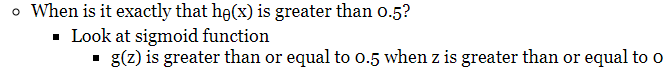 When is it exactly that hθ(x) is greater than 0.5?
Look at sigmoid function
g(z) is greater than or equal to 0.5 when z is greater than or equal to 0